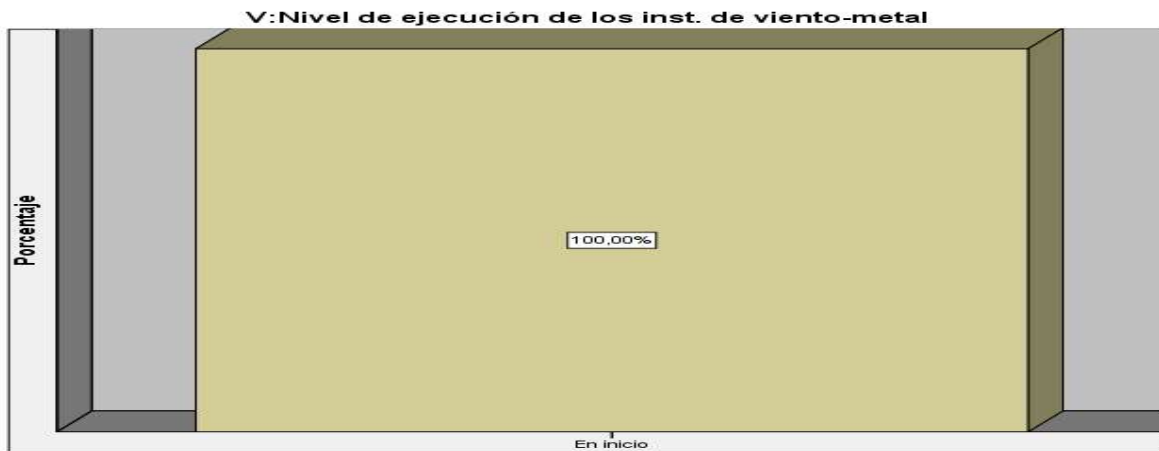 V:Nivel de ejecución de los inst. de viento-metal
Porcentaje
100,00%
En inicio